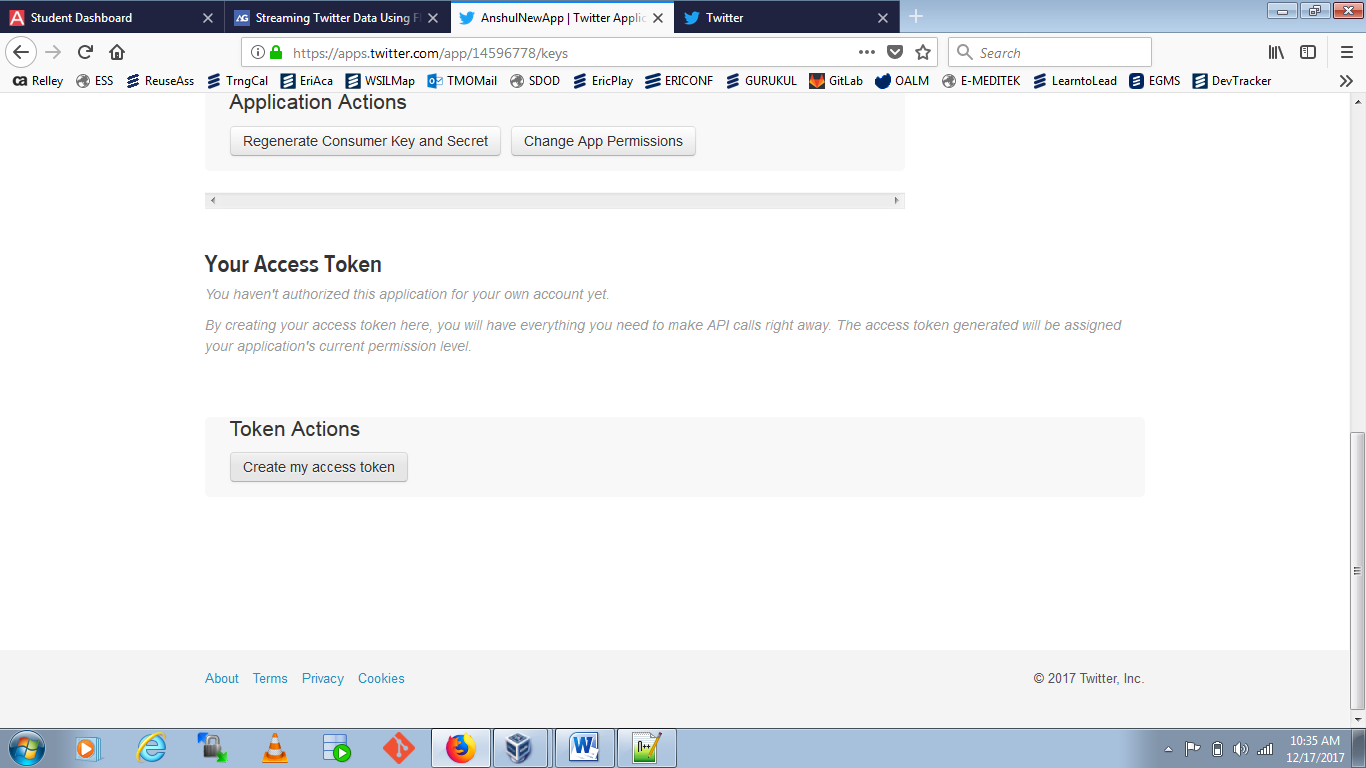 Student Dashboard
Streaming Twitter Data Using Fl
AnshulNewApp | Twitter Applic
Twitter
https://apps.twitter.com/app/14596778/keys
Search
ca Relley
ESS
ReuseAss
TrngCal
EriAca
WSILMap
TMOMail
SDOD
EricPlay
ERICONF
GURUKUL
GitLab
OALM
E-MEDITEK
LearntoLead
EGMS
DevTracker
Application Actions
Regenerate Consumer Key and Secret
Change App Permissions
Your Access Token
You haven't authorized this application for your own account yet.
By creating your access token here, you will have everything you need to make API calls right away. The access token generated will be assigned
your application's current permission level.
Token Actions
Create my access token
About Terms Privacy Cookies
© 2017 Twitter, Inc.
10:35 AM
12/17/2017